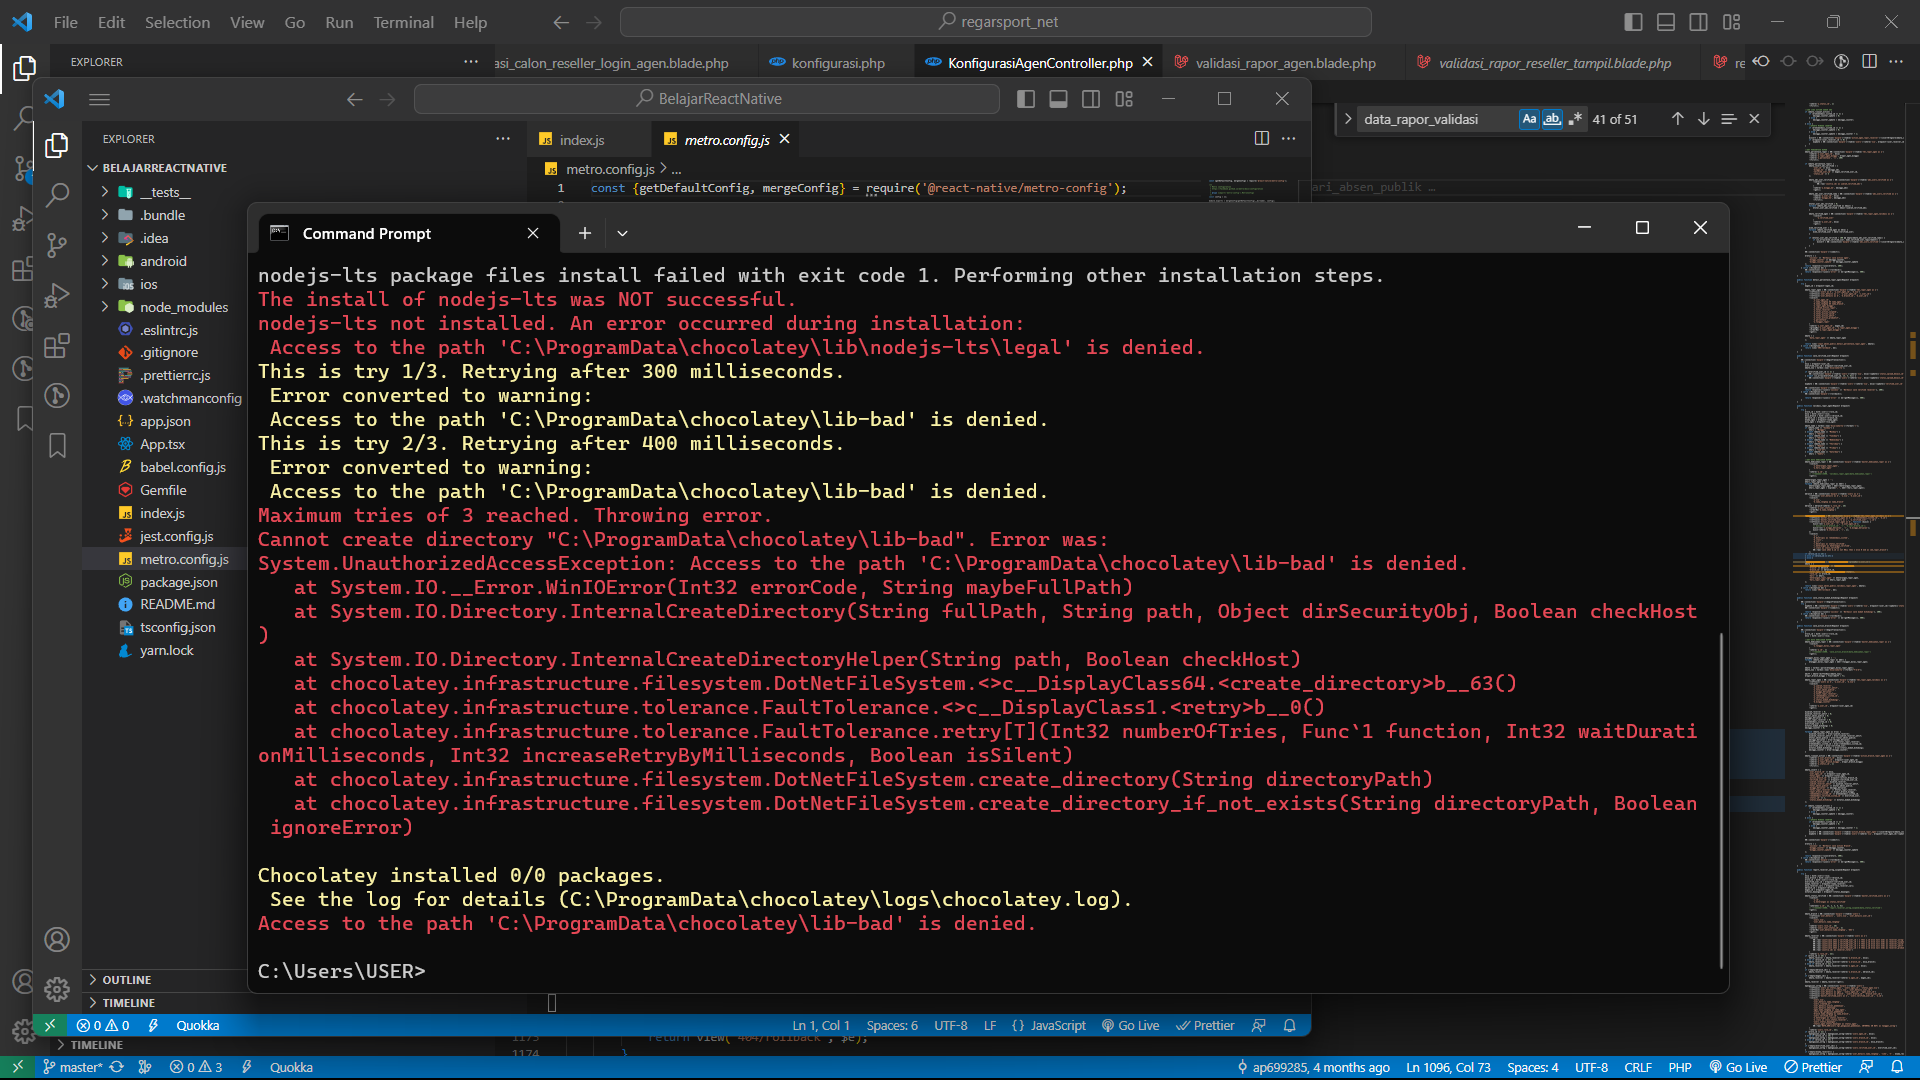 File Edit Selection View Go Run Terminal Help
regarsport_net
EXPLORER
asi_calon_reseller_login_agen.blade.php
konfigurasi.php
KonfigurasiAgenController.php
validasi_rapor_agen.blade.php
validasi_rapor_reseller_tampil.blade.php
re
BelajarReactNative
data_rapor_validasi
Aa
ab
41 of 51
EXPLORER
index.js
metro.config.js
metro.config.js > ...
1 const {getDefaultConfig, mergeConfig} = require('@react-native/metro-config');
ari_absen_publik …
BELAJARREACTNATIVE
__tests__
.bundle
.idea
android
ios
node_modules
.eslintrc.js
.gitignore
.prettierrc.js
.watchmanconfig
app.json
App.tsx
babel.config.js
Gemfile
index.js
jest.config.js
metro.config.js
package.json
README.md
tsconfig.json
yarn.lock
OUTLINE
TIMELINE
Command Prompt
nodejs-lts package files install failed with exit code 1. Performing other installation steps.
The install of nodejs-lts was NOT successful.
nodejs-lts not installed. An error occurred during installation:
Access to the path 'C:\ProgramData\chocolatey\lib\nodejs-lts\legal' is denied.
This is try 1/3. Retrying after 300 milliseconds.
Error converted to warning:
Access to the path 'C:\ProgramData\chocolatey\lib-bad' is denied.
This is try 2/3. Retrying after 400 milliseconds.
Error converted to warning:
Access to the path 'C:\ProgramData\chocolatey\lib-bad' is denied.
Maximum tries of 3 reached. Throwing error.
Cannot create directory "C:\ProgramData\chocolatey\lib-bad". Error was:
System.UnauthorizedAccessException: Access to the path 'C:\ProgramData\chocolatey\lib-bad' is denied.
at System.IO.__Error.WinIOError(Int32 errorCode, String maybeFullPath)
at System.IO.Directory.InternalCreateDirectory(String fullPath, String path, Object dirSecurityObj, Boolean checkHost
)
at System.IO.Directory.InternalCreateDirectoryHelper(String path, Boolean checkHost)
at chocolatey.infrastructure.filesystem.DotNetFileSystem.<>c__DisplayClass64.<create_directory>b__63()
at chocolatey.infrastructure.tolerance.FaultTolerance.<>c__DisplayClass1.<retry>b__0()
at chocolatey.infrastructure.tolerance.FaultTolerance.retry[T](Int32 numberOfTries, Func`1 function, Int32 waitDurati
onMilliseconds, Int32 increaseRetryByMilliseconds, Boolean isSilent)
at chocolatey.infrastructure.filesystem.DotNetFileSystem.create_directory(String directoryPath)
at chocolatey.infrastructure.filesystem.DotNetFileSystem.create_directory_if_not_exists(String directoryPath, Boolean
ignoreError)
Chocolatey installed 0/0 packages.
See the log for details (C:\ProgramData\chocolatey\logs\chocolatey.log).
Access to the path 'C:\ProgramData\chocolatey\lib-bad' is denied.
C:\Users\USER>
0 0 Quokka
Ln 1, Col 1 Spaces: 6 UTF-8 LF {} JavaScript Go Live Prettier
TIMELINE
1173 return view('404/rollback', $e);
1174 }
master* 0 3 Quokka
ap699285, 4 months ago Ln 1096, Col 73 Spaces: 4 UTF-8 CRLF PHP Go Live Prettier